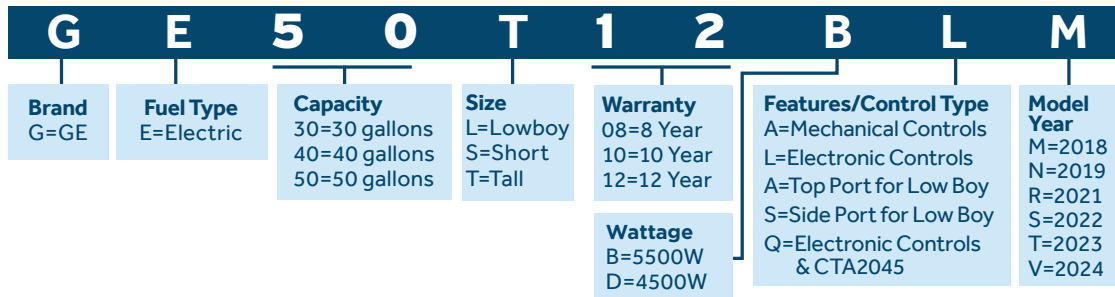 G E 5 0 T 1 2 B L M
Brand
G=GE
Fuel Type
E=Electric
Capacity
30=30 gallons
40=40 gallons
50=50 gallons
Size
L=Lowboy
S=Short
T=Tall
Warranty
08=8 Year
10=10 Year
12=12 Year
Wattage
B=5500W
D=4500W
Features/Control Type
A=Mechanical Controls
L=Electronic Controls
A=Top Port for Low Boy
S=Side Port for Low Boy
Q=Electronic Controls
& CTA2045
Model
Year
M=2018
N=2019
R=2021
S=2022
T=2023
V=2024